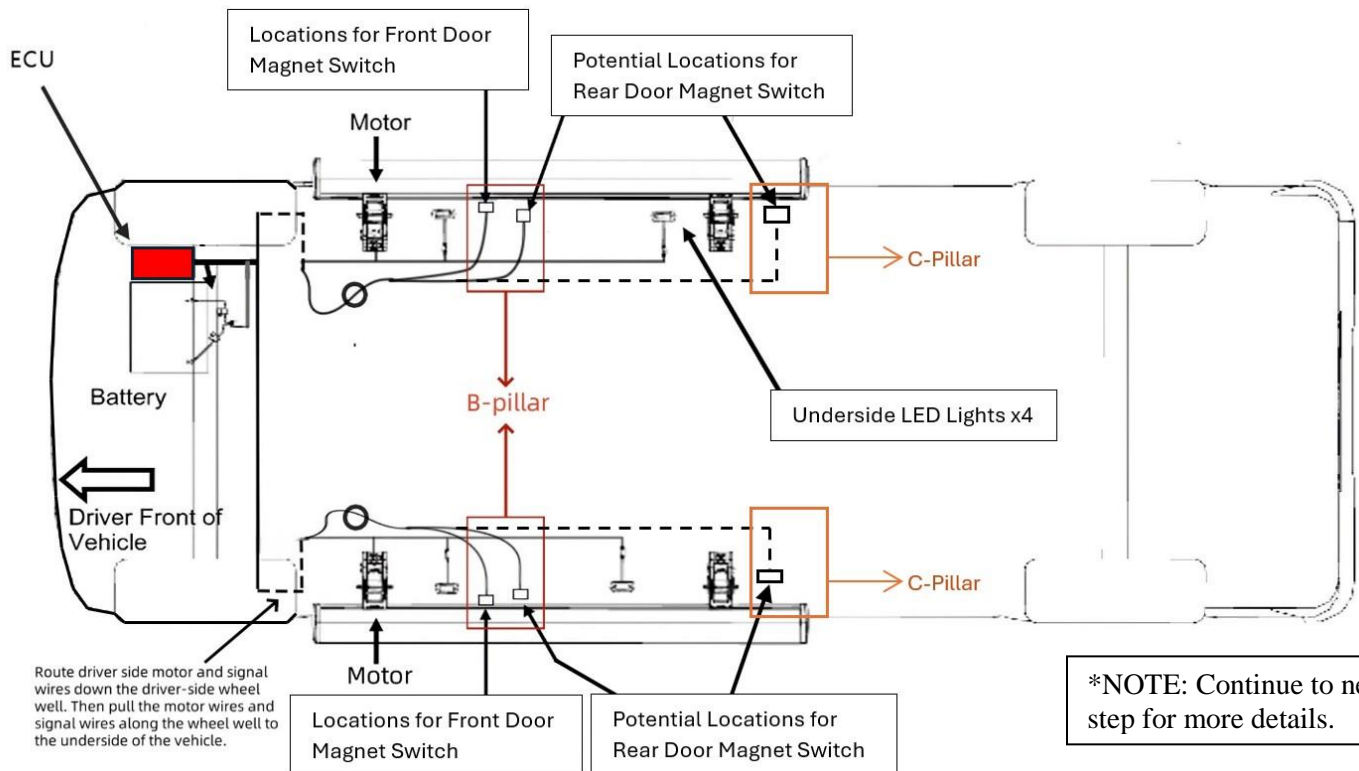 Locations for Front Door
Magnet Switch
Potential Locations for
Rear Door Magnet Switch
ECU
Motor
C-Pillar
Battery
B-pillar
Underside LED Lights x4
Driver Front of
Vehicle
C-Pillar
Route driver side motor and signal
wires down the driver-side wheel
well. Then pull the motor wires and
signal wires along the wheel well to
the underside of the vehicle.
Motor
Locations for Front Door
Magnet Switch
Potential Locations for
Rear Door Magnet Switch
*NOTE: Continue to
step for more details.